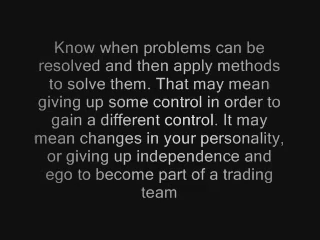 Know when problems can be
resolved and then apply methods
to solve them. That may mean
giving up some control in order to
gain a different control. It may
mean changes in your personality,
or giving up independence and
ego to become part of a trading
team